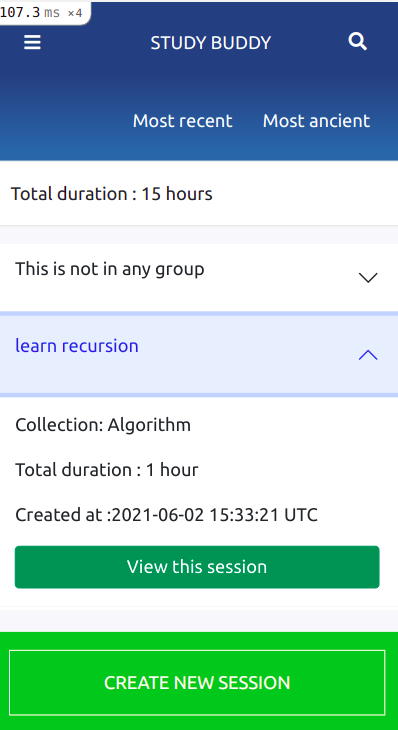 107.3 ms ×4
STUDY BUDDY
Most recent Most ancient
Total duration : 15 hours
This is not in any group
learn recursion
Collection: Algorithm
Total duration : 1 hour
Created at :2021-06-02 15:33:21 UTC
View this session
CREATE NEW SESSION